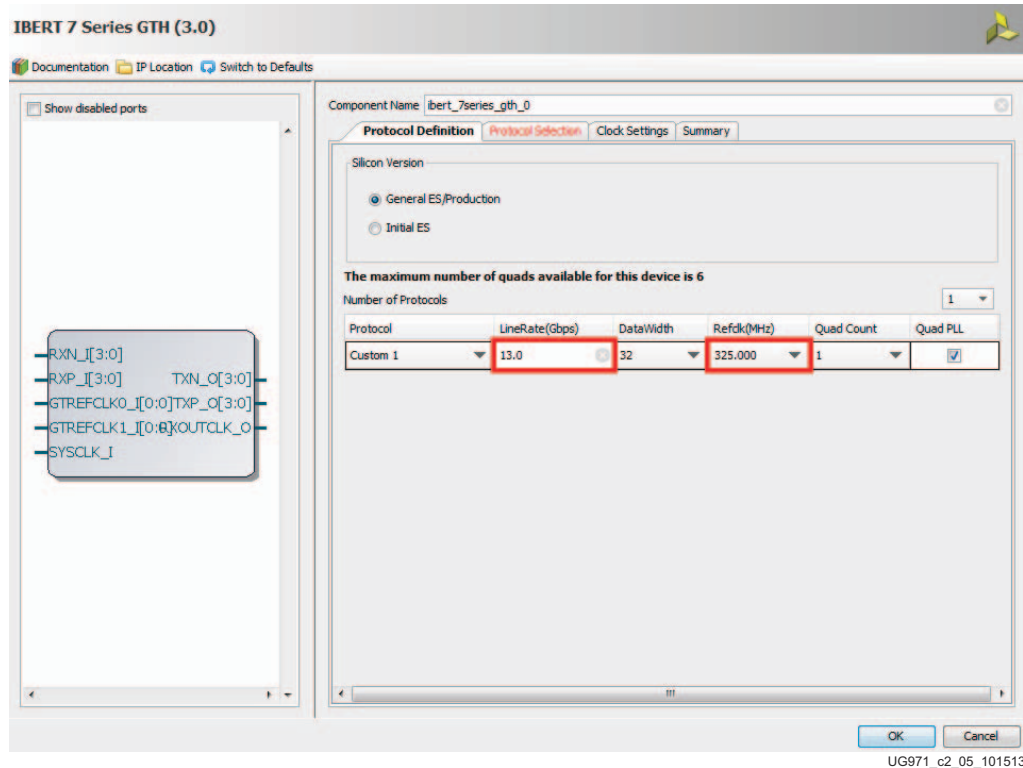 IBERT 7 Series GTH (3.0)
Documentation IP Location Switch to Defaults
Show disabled ports
RXN_I[3:0]
RXP_I[3:0] TXN_O[3:0]
GTREFCLK0_I[0:0] TXP_O[3:0]
GTREFCLK1_I[0:0] RXOUTCLK_O
SYSCLK_I
Component Name ibert_7series_gth_0
Protocol Definition Protocol Selection Clock Settings Summary
Silicon Version
General ES/Production
Initial ES
The maximum number of quads available for this device is 6
Number of Protocols 1
Protocol LineRate(Gbps) DataWidth Refclk(MHz) Quad Count Quad PLL
Custom 1 13.0 32 325.000 1
OK Cancel
UG971_c2_05_101513